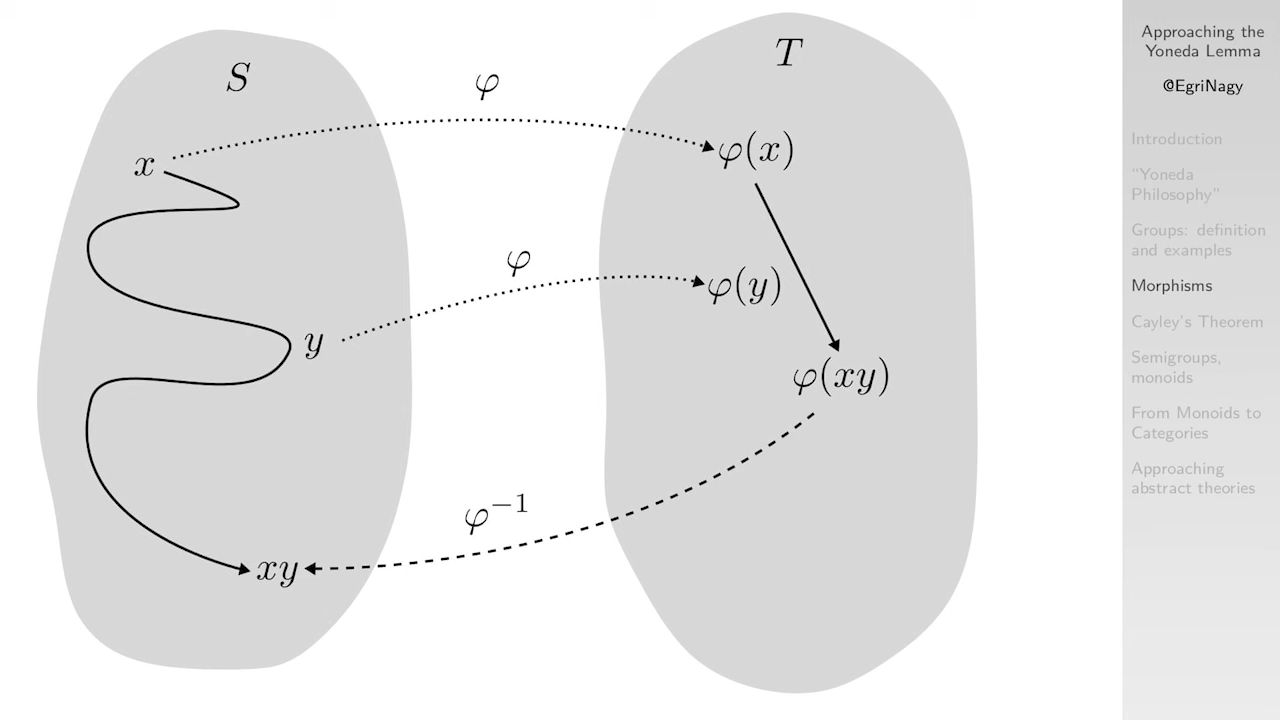 S
T
φ
x
φ(x)
φ
φ(y)
y
φ(xy)
φ⁻¹
xy
Approaching the
Yoneda Lemma
@EgriNagy
Introduction
“Yoneda
Philosophy”
Groups: definition
and examples
Morphisms
Cayley’s Theorem
Semigroups,
monoids
From Monoids to
Categories
Approaching
abstract theories